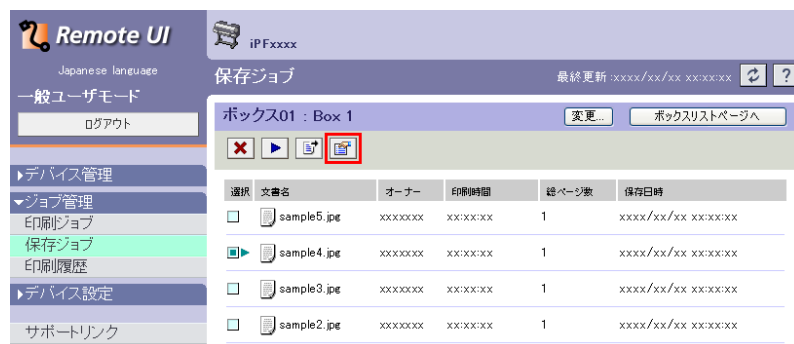 Remote UI
Japanese language
一般ユーザモード
ログアウト
▶デバイス管理
▼ジョブ管理
印刷ジョブ
保存ジョブ
印刷履歴
▶デバイス設定
サポートリンク
iPFxxxx
保存ジョブ 最終更新:xxxx/xx/xx xx:xx:xx ?
ボックス01 : Box 1 変更... ボックスリストページへ
選択 文書名 オーナー 印刷時間 総ページ数 保存日時
sample5.jpg xxxxxxx xx:xx:xx 1 xxxx/xx/xx xx:xx:xx
sample4.jpg xxxxxxx xx:xx:xx 1 xxxx/xx/xx xx:xx:xx
sample3.jpg xxxxxxx xx:xx:xx 1 xxxx/xx/xx xx:xx:xx
sample2.jpg xxxxxxx xx:xx:xx 1 xxxx/xx/xx xx:xx:xx